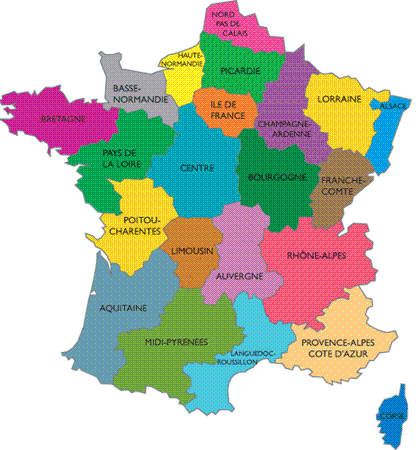 NORD
PAS DE
CALAIS
HAUTE-
NORMANDIE
PICARDIE
BASSE-
NORMANDIE
ILE DE
FRANCE
CHAMPAGNE-
ARDENNE
LORRAINE
ALSACE
BRETAGNE
PAYS DE
LA LOIRE
CENTRE
BOURGOGNE
FRANCHE-
COMTE
POITOU-
CHARENTES
LIMOUSIN
AUVERGNE
RHÔNE-ALPES
AQUITAINE
MIDI-PYRENEES
LANGUEDOC-
ROUSSILLON
PROVENCE-ALPES
COTE D'AZUR
CORSE